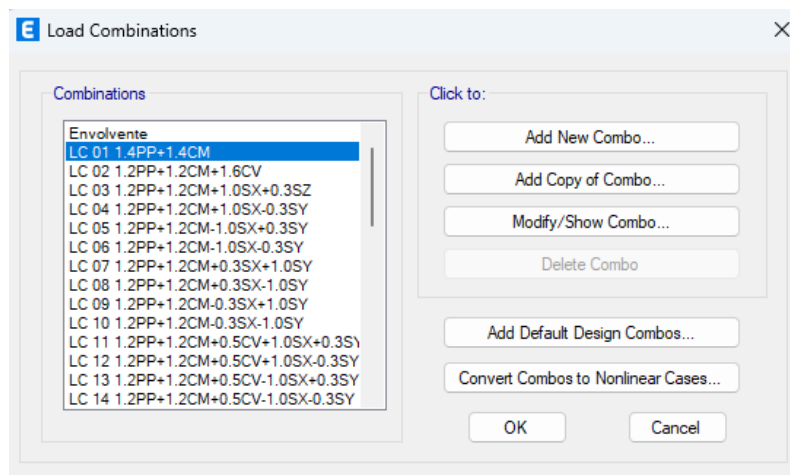 E Load Combinations
Combinations
Envolvente
LC 01 1.4PP+1.4CM
LC 02 1.2PP+1.2CM+1.6CV
LC 03 1.2PP+1.2CM+1.0SX+0.3SZ
LC 04 1.2PP+1.2CM+1.0SX-0.3SY
LC 05 1.2PP+1.2CM-1.0SX+0.3SY
LC 06 1.2PP+1.2CM-1.0SX-0.3SY
LC 07 1.2PP+1.2CM+0.3SX+1.0SY
LC 08 1.2PP+1.2CM+0.3SX-1.0SY
LC 09 1.2PP+1.2CM-0.3SX+1.0SY
LC 10 1.2PP+1.2CM-0.3SX-1.0SY
LC 11 1.2PP+1.2CM+0.5CV+1.0SX+0.3SY
LC 12 1.2PP+1.2CM+0.5CV+1.0SX-0.3SY
LC 13 1.2PP+1.2CM+0.5CV-1.0SX+0.3SY
LC 14 1.2PP+1.2CM+0.5CV-1.0SX-0.3SY
Click to:
Add New Combo...
Add Copy of Combo...
Modify/Show Combo...
Delete Combo
Add Default Design Combos...
Convert Combos to Nonlinear Cases...
OK
Cancel